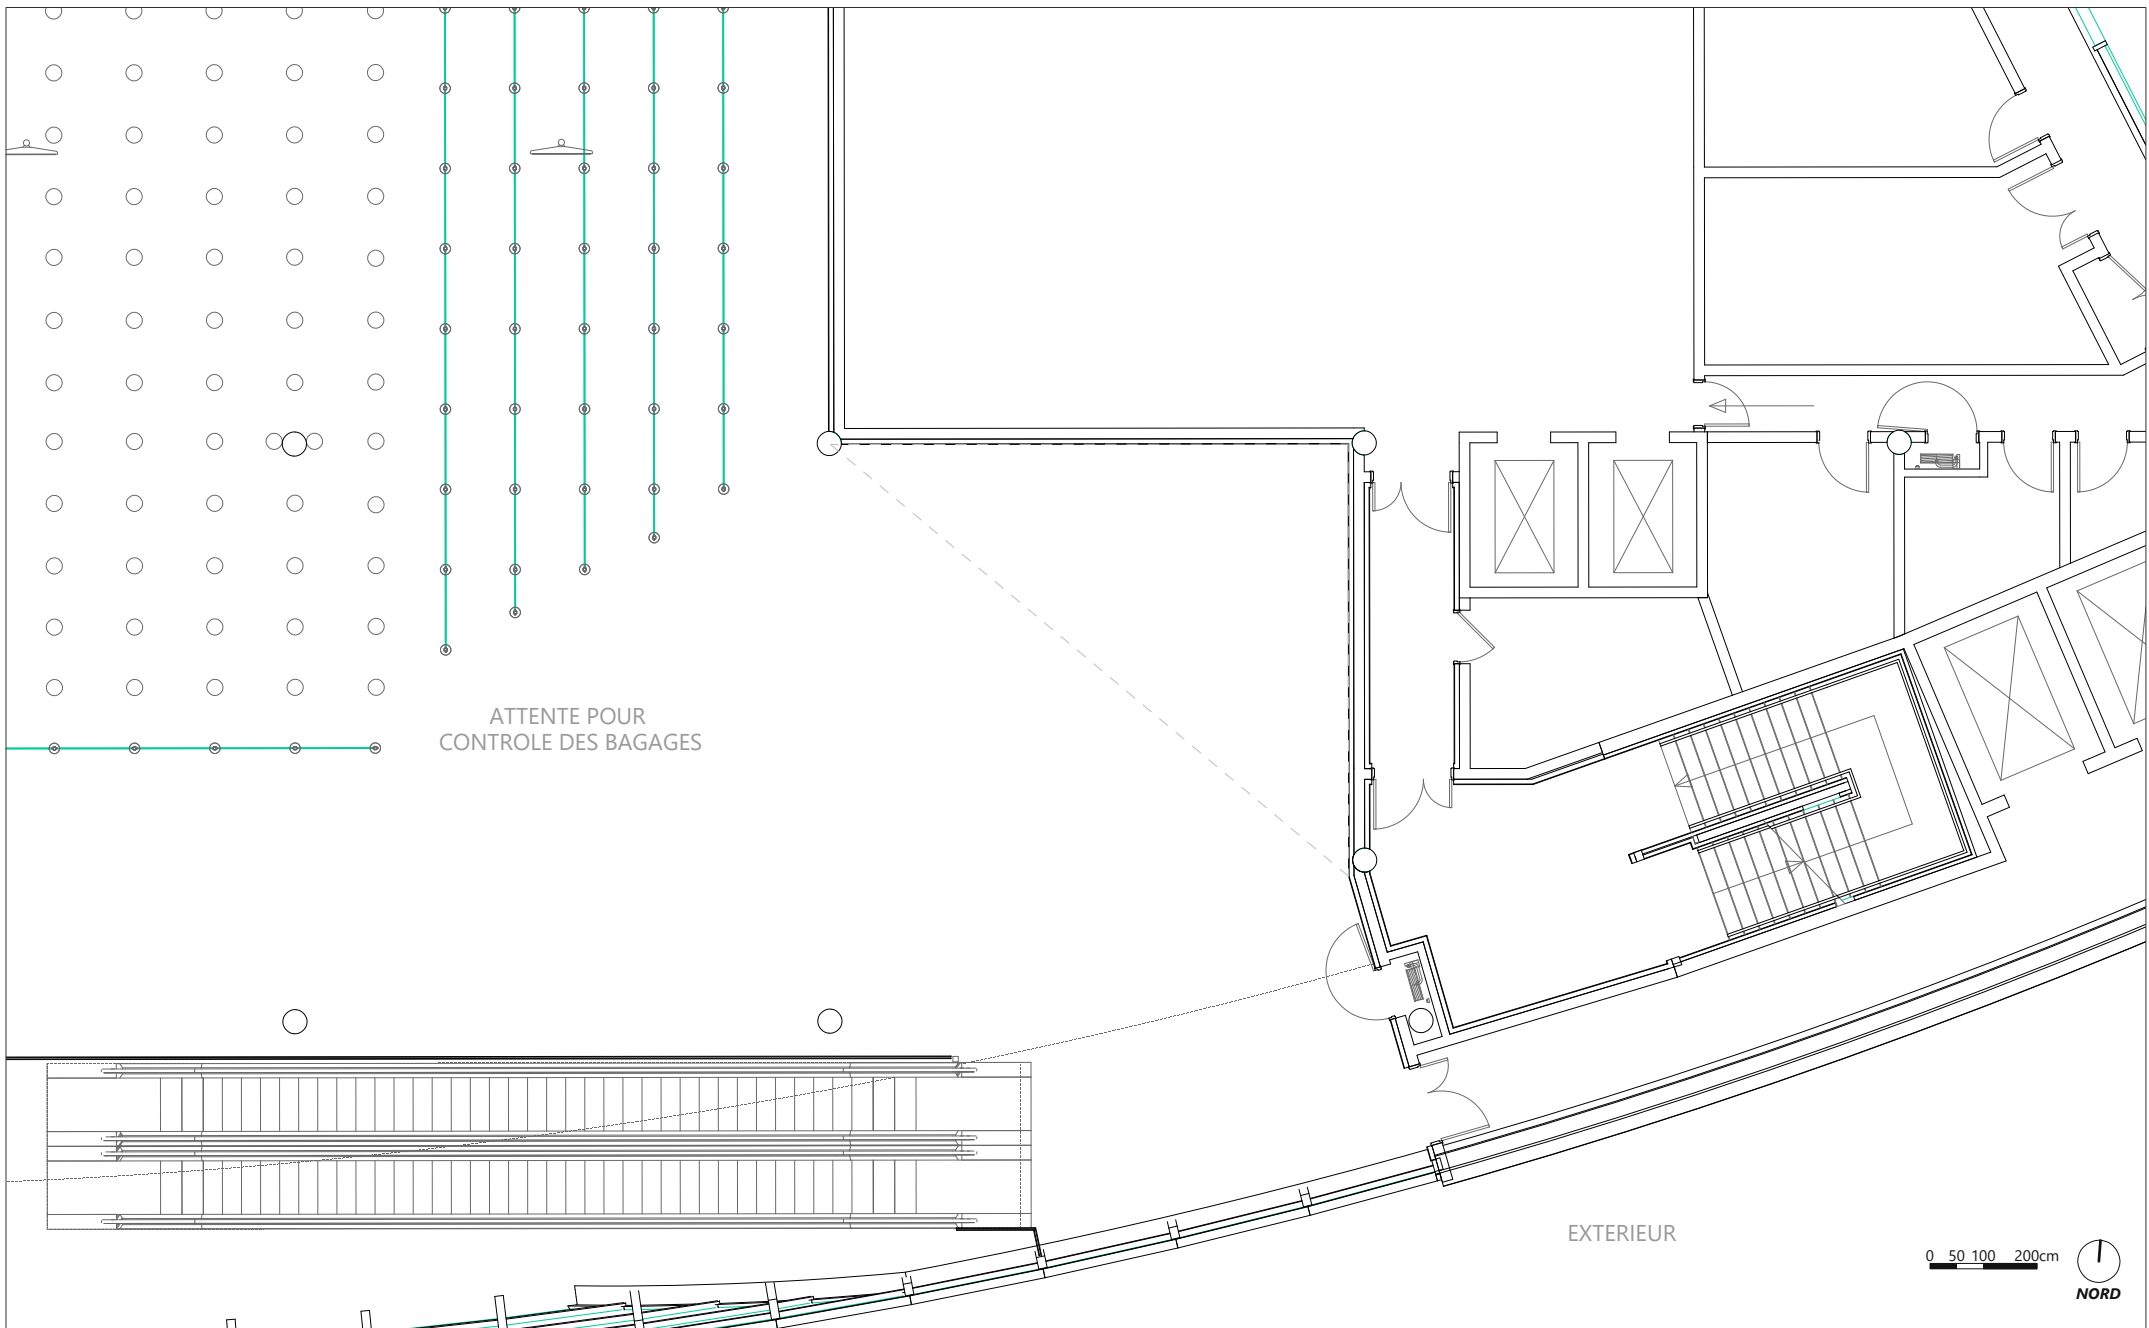 ATTENTE POUR
CONTROLE DES BAGAGES
EXTERIEUR
0 50 100 200cm
NORD